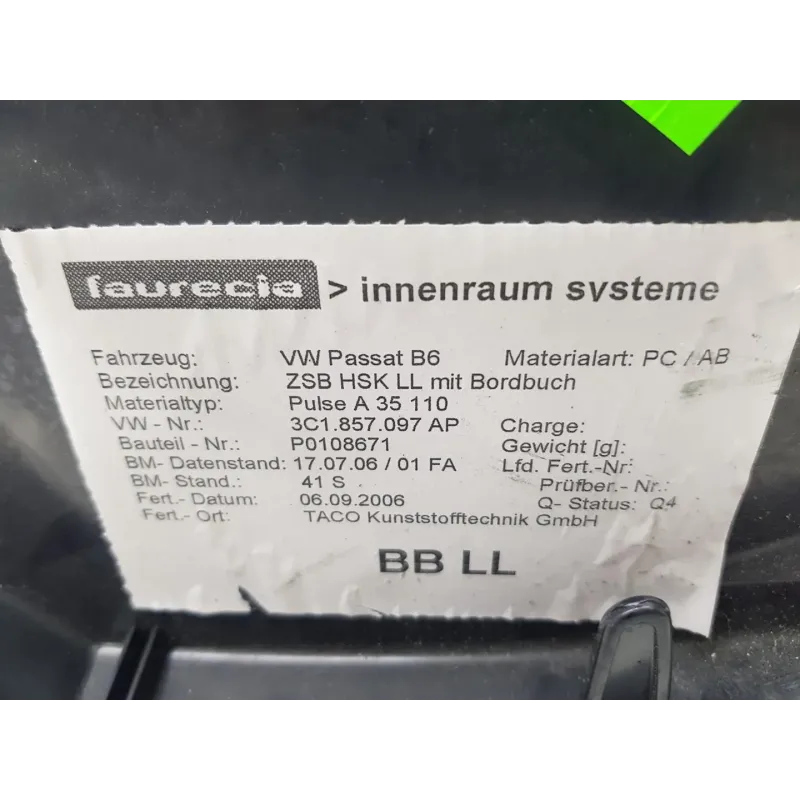 faurecia > innenraum systeme
Fahrzeug: VW Passat B6 Materialart: PC / AB
Bezeichnung: ZSB HSK LL mit Bordbuch
Materialtyp: Pulse A 35 110
VW - Nr.: 3C1.857.097 AP Charge:
Bauteil - Nr.: P0108671 Gewicht [g]:
BM- Datenstand: 17.07.06 / 01 FA Lfd. Fert.-Nr:
BM- Stand.: 41 S Prüfber.- Nr.:
Fert.- Datum: 06.09.2006 Q- Status: Q4
Fert.- Ort: TACO Kunststofftechnik GmbH
BB LL